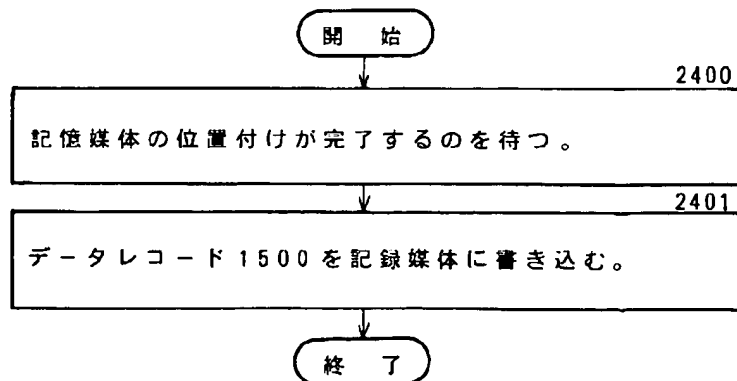 開 始
2400
記憶媒体の位置付けが完了するのを待つ。
2401
データレコード1500を記録媒体に書き込む。
終 了